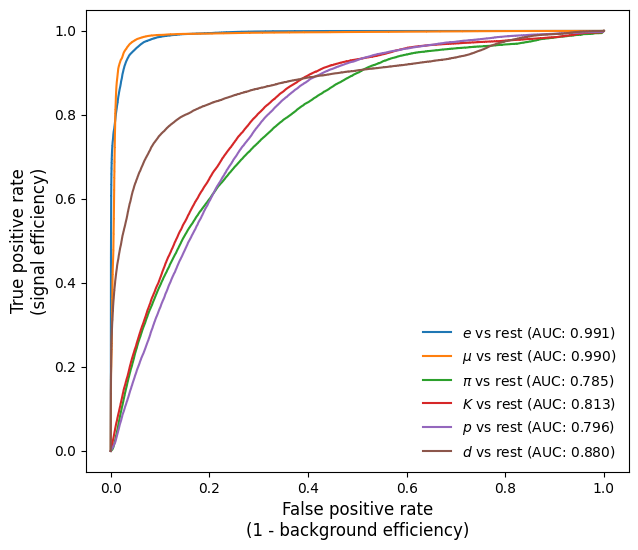 True positive rate
(signal efficiency)
1.0
0.8
0.6
0.4
0.2
0.0
e vs rest (AUC: 0.991)
μ vs rest (AUC: 0.990)
π vs rest (AUC: 0.785)
K vs rest (AUC: 0.813)
p vs rest (AUC: 0.796)
d vs rest (AUC: 0.880)
0.0 0.2 0.4 0.6 0.8 1.0
False positive rate
(1 - background efficiency)